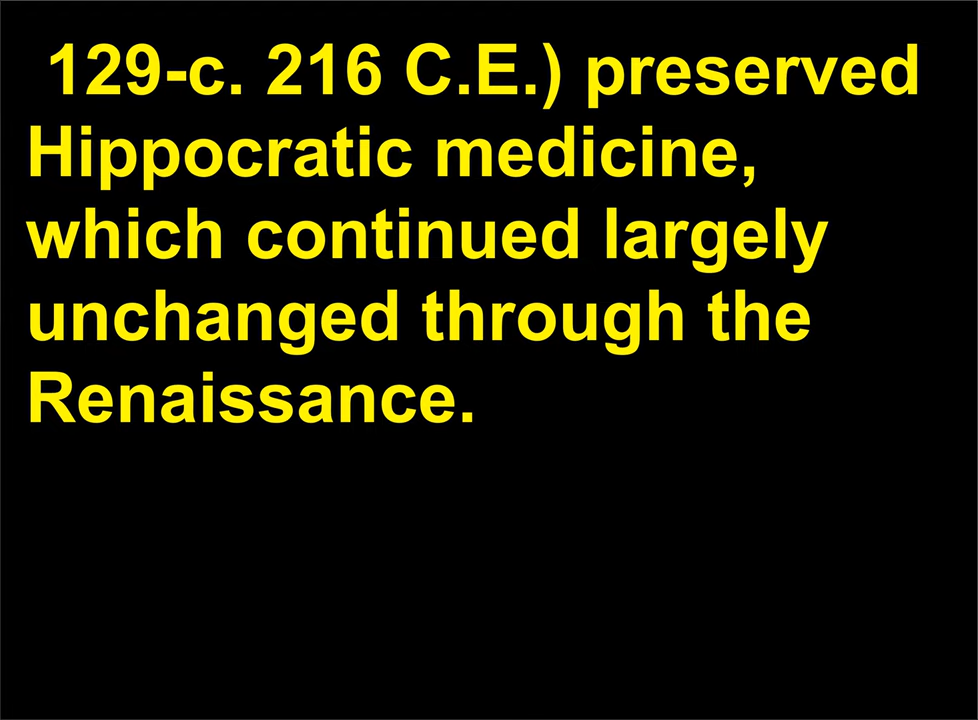 129-c. 216 C.E.) preserved
Hippocratic medicine,
which continued largely
unchanged through the
Renaissance.